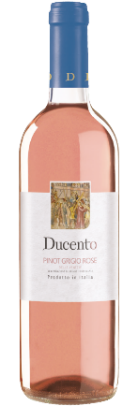 Ducento
PINOT GRIGIO ROSÉ
Prodotto in Italia